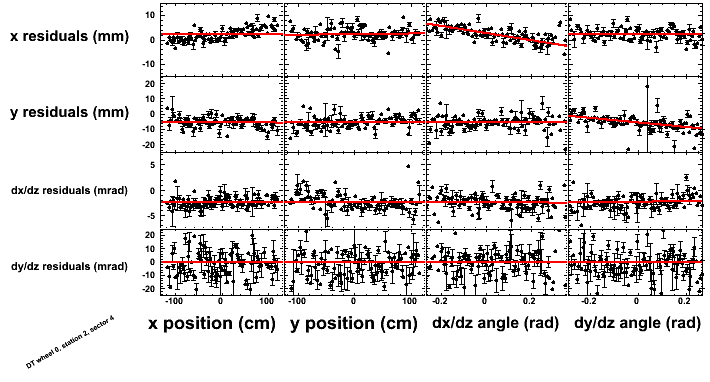 10
x residuals (mm)
0
-10
20
10
y residuals (mm)
0
-10
-20
5
dx/dz residuals (mrad)
0
-5
20
10
dy/dz residuals (mrad)
0
-10
-20
-100 0 100 -100 0 100 -0.2 0 0.2 -0.2 0 0.2
x position (cm) y position (cm) dx/dz angle (rad) dy/dz angle (rad)
DT wheel 0, station 2, sector 4